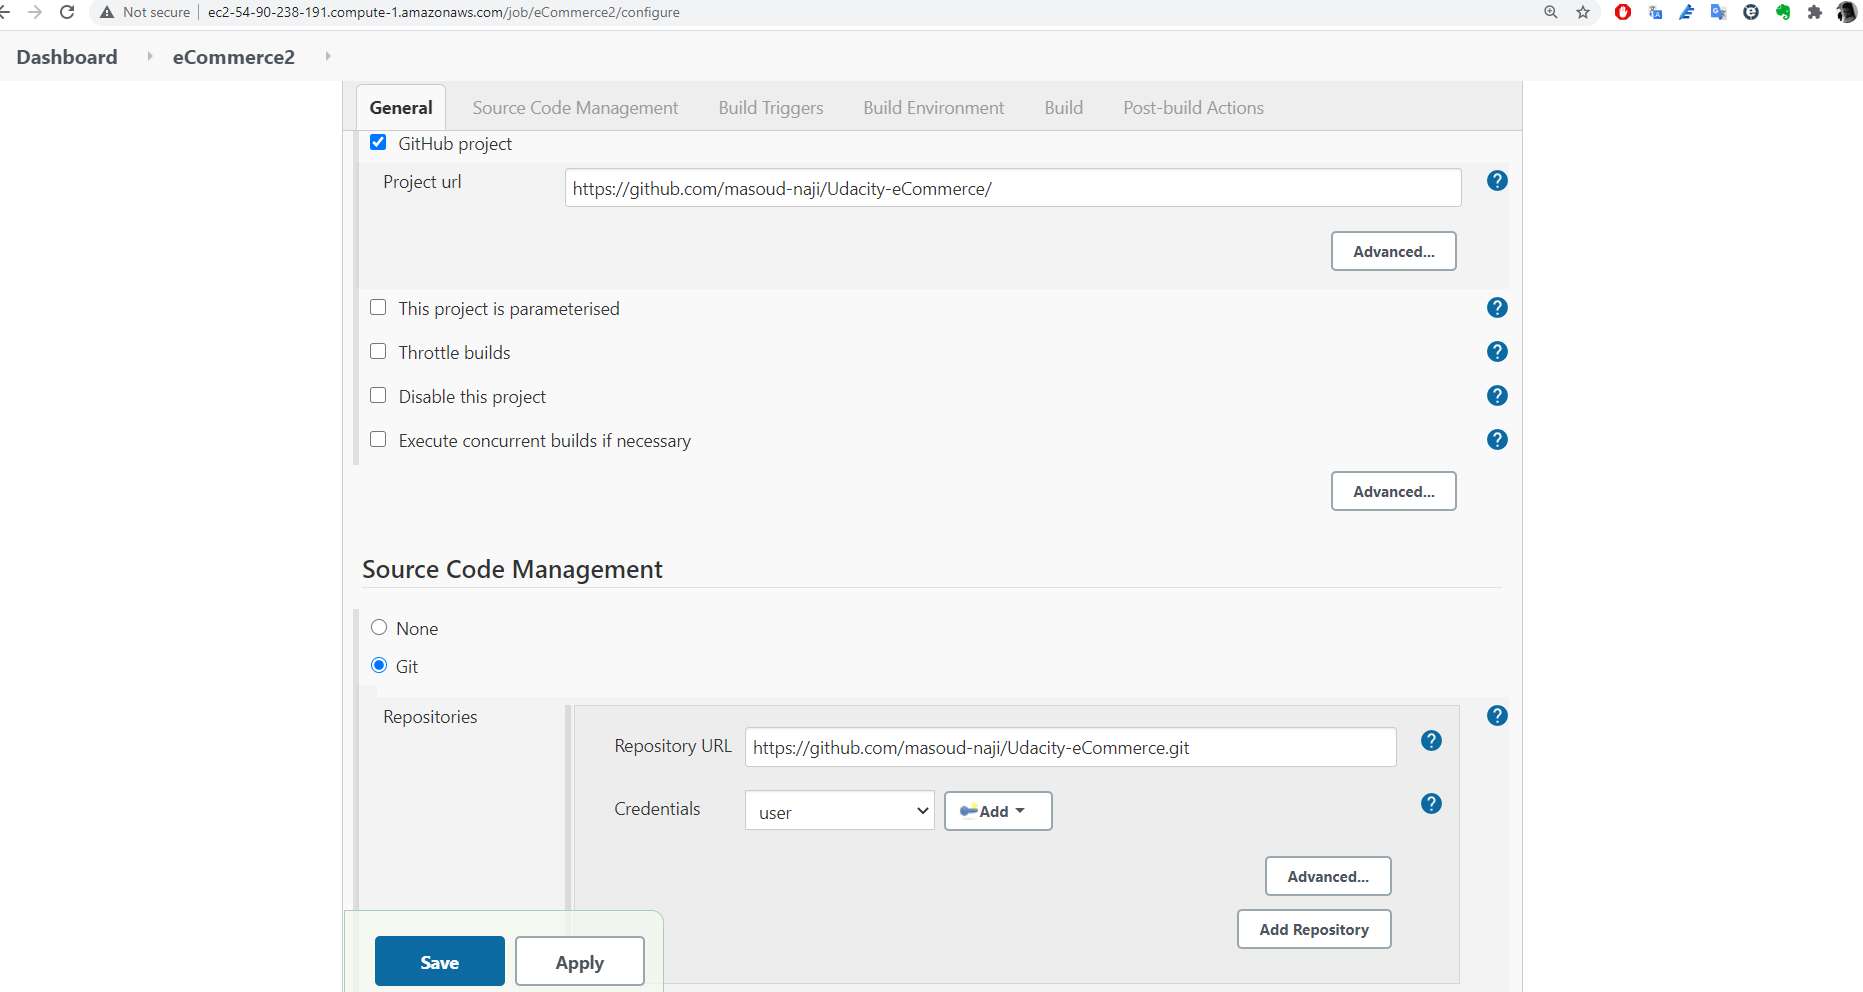 Not secure ec2-54-90-238-191.compute-1.amazonaws.com/job/eCommerce2/configure
Dashboard eCommerce2
General Source Code Management Build Triggers Build Environment Build Post-build Actions
GitHub project
Project url https://github.com/masoud-naji/Udacity-eCommerce/ ?
Advanced...
This project is parameterised ?
Throttle builds ?
Disable this project ?
Execute concurrent builds if necessary ?
Advanced...
Source Code Management
None
Git
Repositories ?
Repository URL https://github.com/masoud-naji/Udacity-eCommerce.git ?
Credentials user Add ?
Advanced...
Add Repository
Save Apply